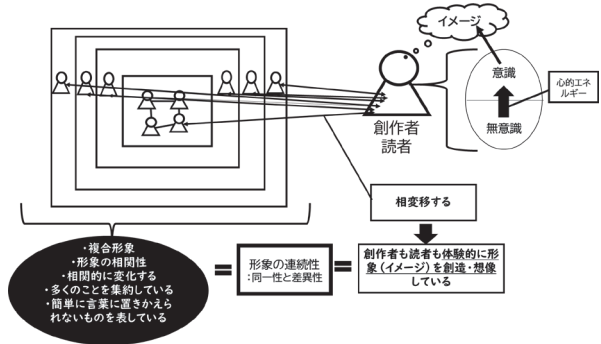 イメージ
意識
無意識
心的エネ
ルギー
創作者
読者
相変移する
・複合形象
・形象の相関性
・相関的に変化する
・多くのことを集約している
・簡単に言葉に置きかえら
れないものを表している
=
形象の連続性
:同一性と差異性
=
創作者も読者も体験的に形
象(イメージ)を創造・想像
している